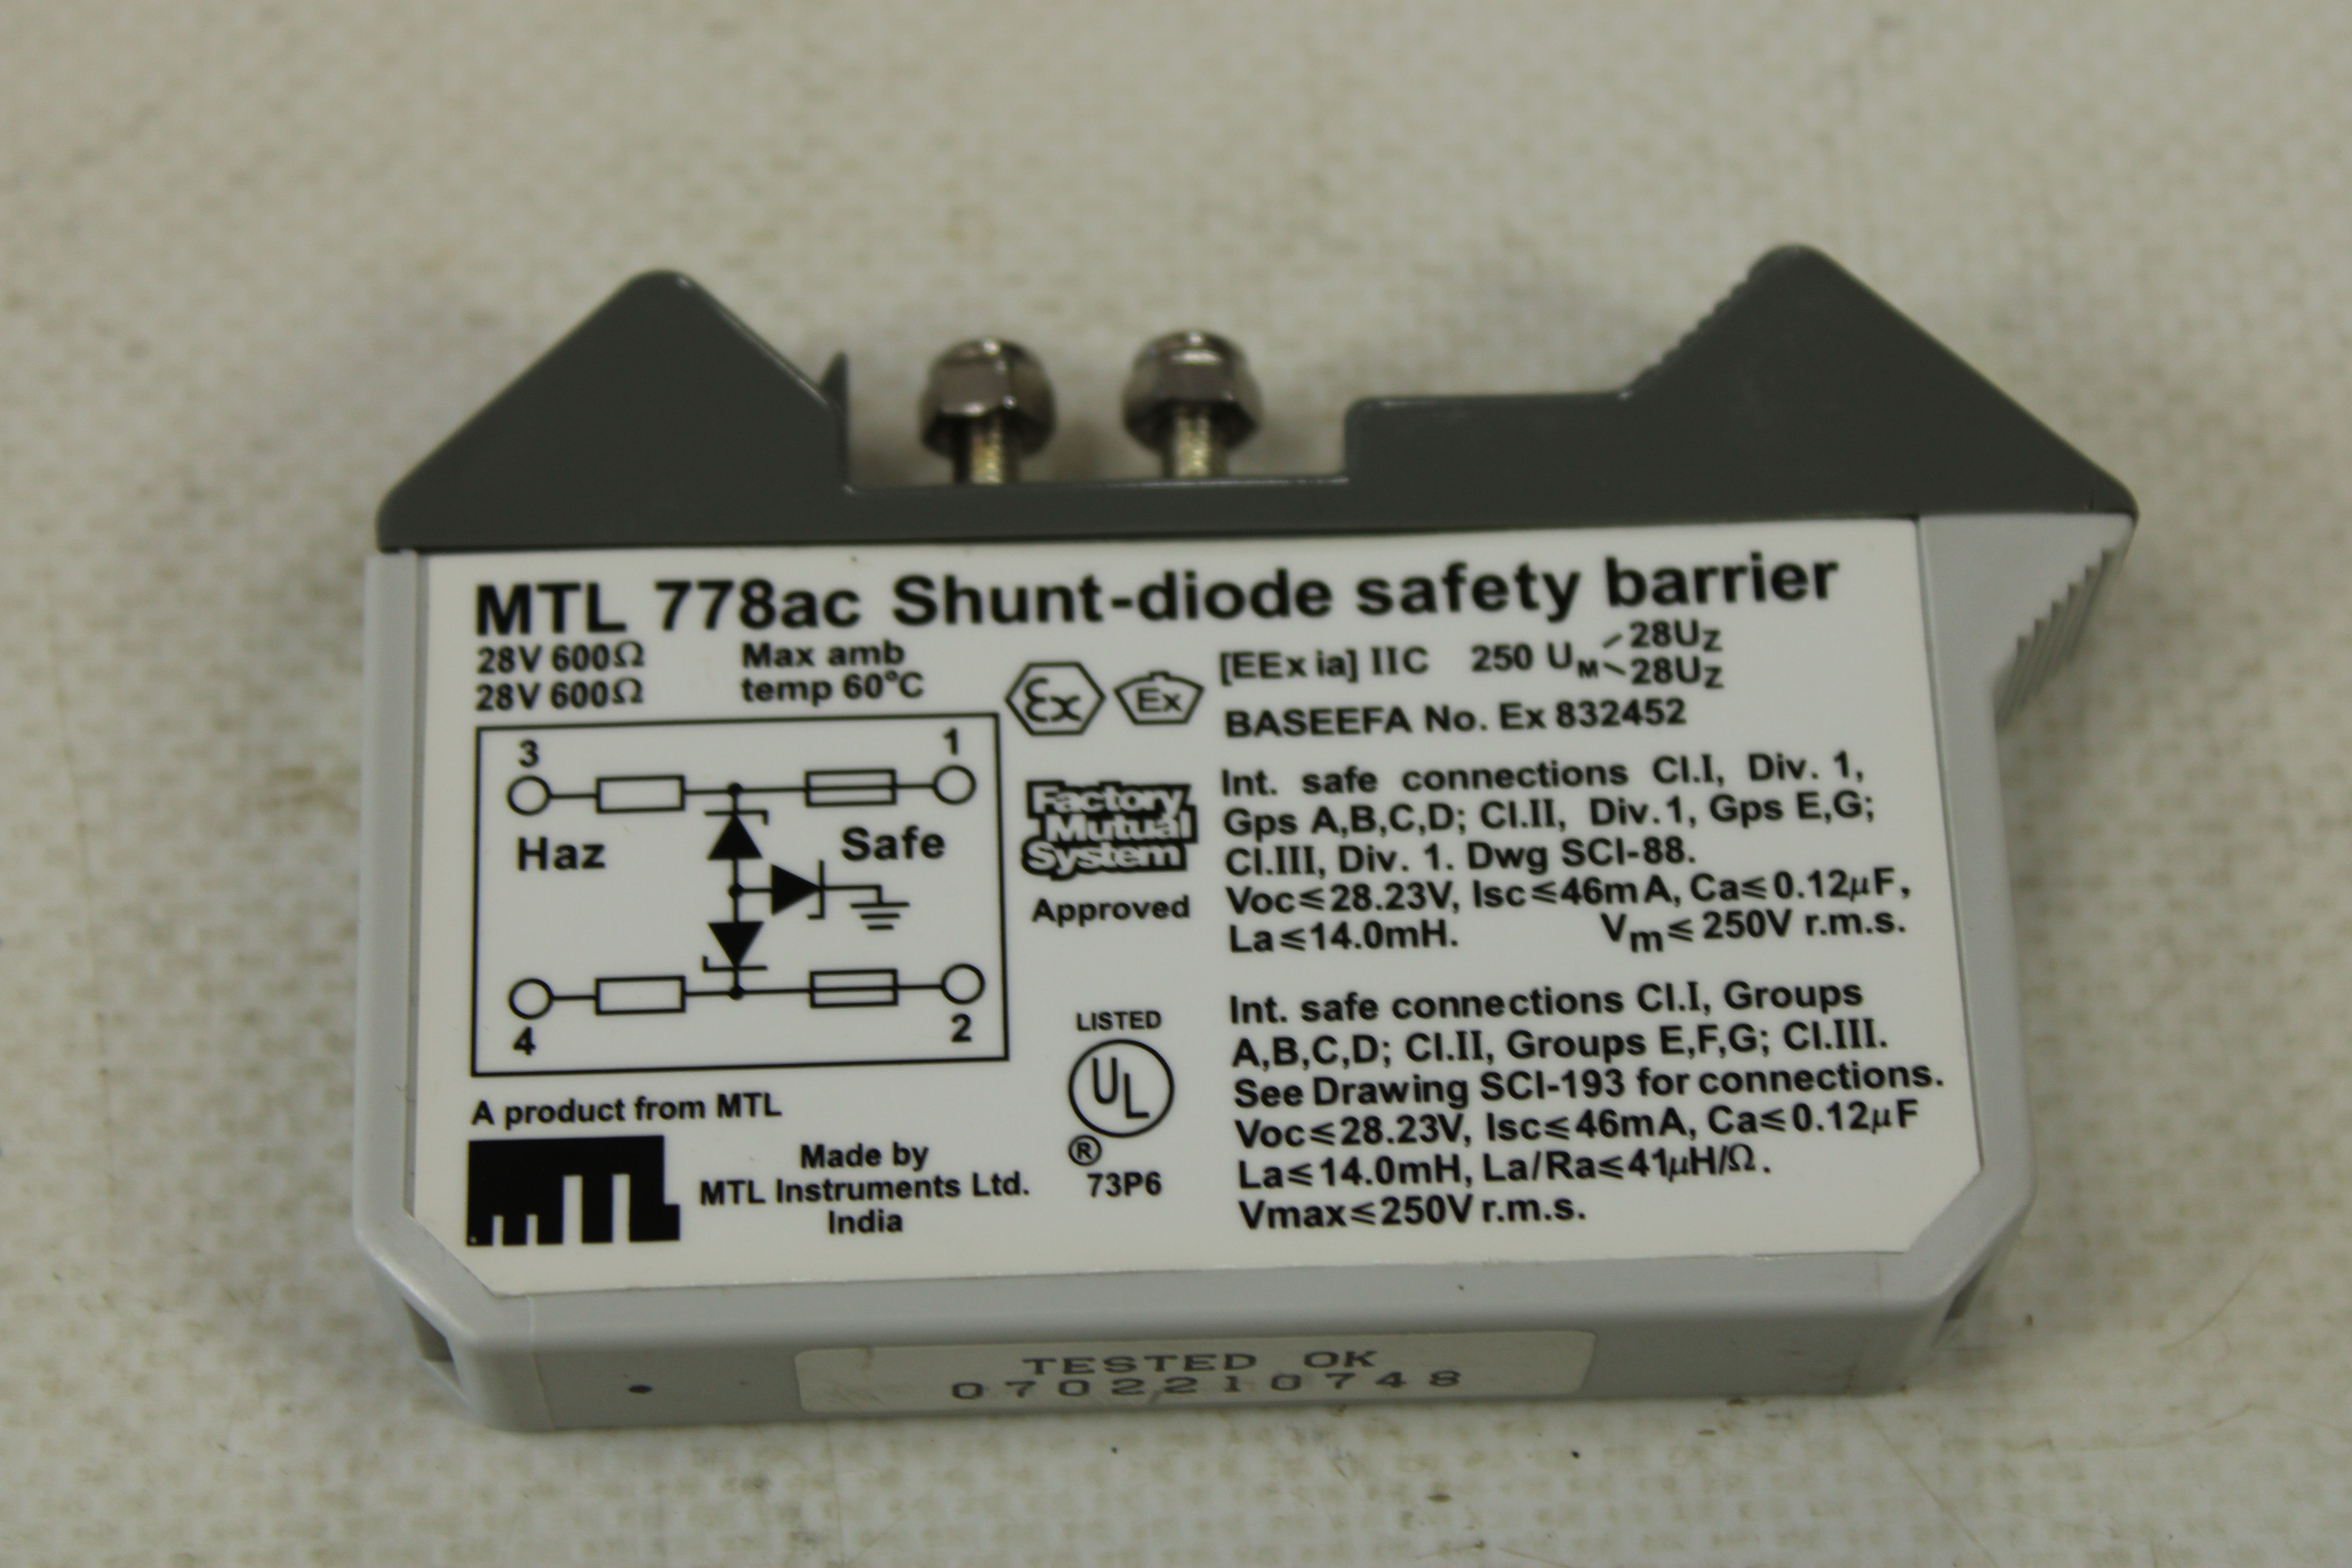 MTL 778ac Shunt-diode safety barrier
28V 600Ω
28V 600Ω
Max amb
temp 60°C
3
1
Haz
Safe
4
2
A product from MTL
MTL
Made by
MTL Instruments Ltd.
India
Ex
Ex
Factory
Mutual
System
Approved
LISTED
UL
®
73P6
[EEx ia] IIC 250 UM 28UZ
28UZ
BASEEFA No. Ex 832452
Int. safe connections Cl.I, Div. 1,
Gps A,B,C,D; Cl.II, Div.1, Gps E,G;
Cl.III, Div. 1. Dwg SCI-88.
Voc≤28.23V, Isc≤46mA, Ca≤0.12µF,
La≤14.0mH. Vm≤250V r.m.s.
Int. safe connections Cl.I, Groups
A,B,C,D; Cl.II, Groups E,F,G; Cl.III.
See Drawing SCI-193 for connections.
Voc≤28.23V, Isc≤46mA, Ca≤0.12µF
La≤14.0mH, La/Ra≤41µH/Ω.
Vmax≤250V r.m.s.
TESTED OK
0702210748